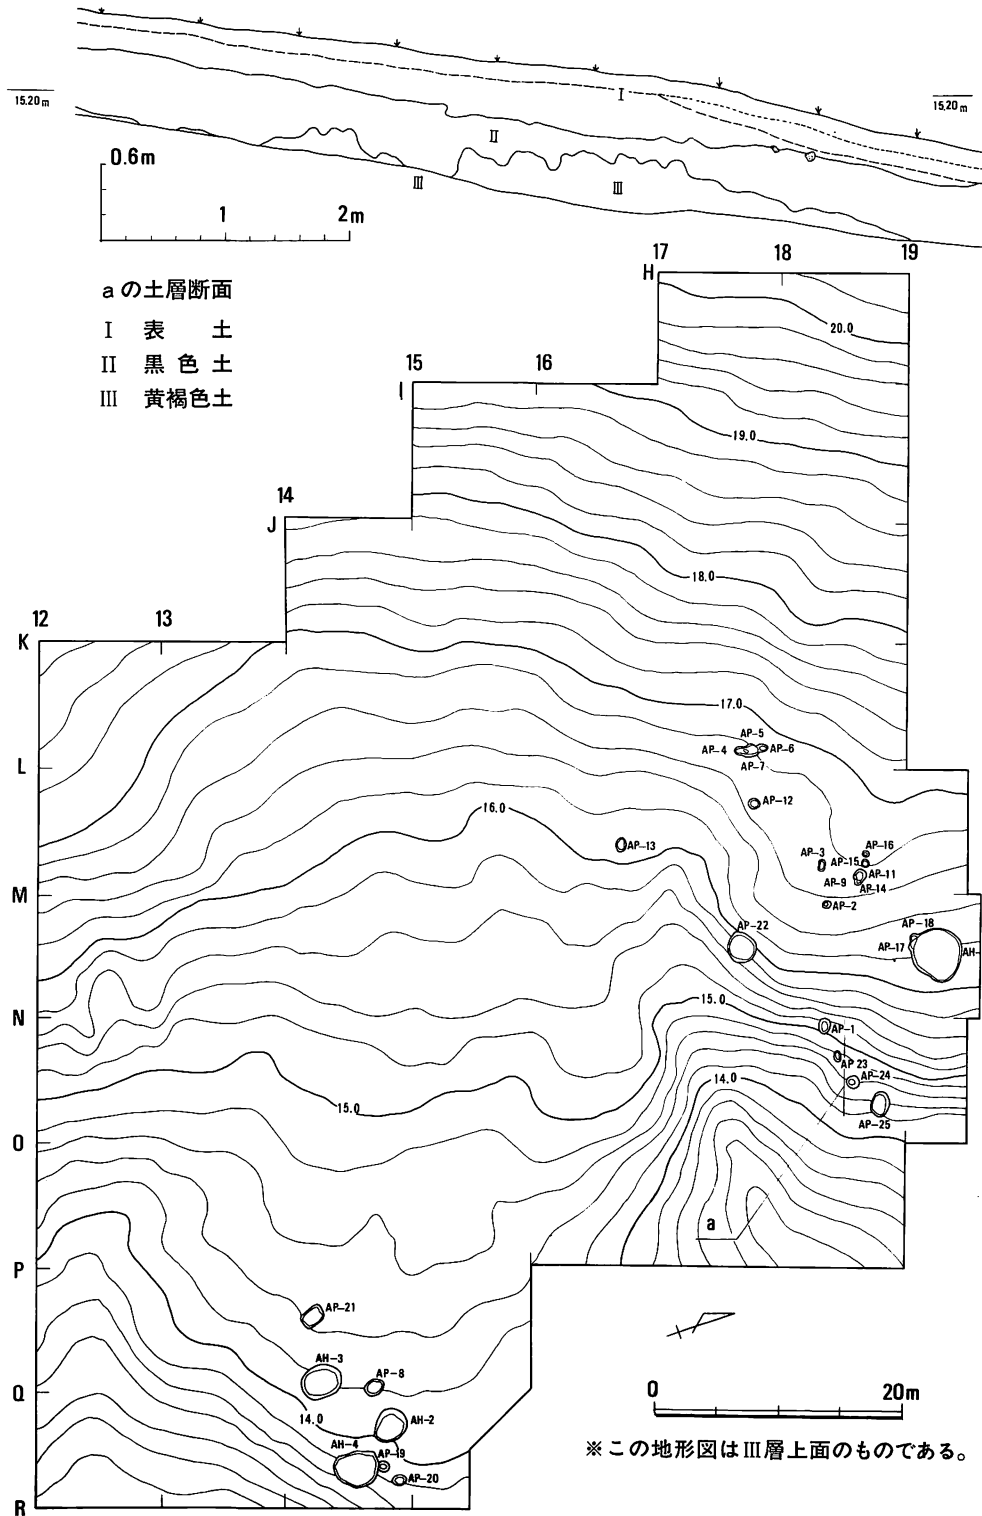 15.20m
15.20m
I
II
III
III
0.6m
1
2m
aの土層断面
I 表 土
II 黒 色 土
III 黄褐色土
17
18
19
H
20.0
15
16
I
19.0
14
J
18.0
12
13
K
17.0
AP-5
AP-4
AP-6
AP-7
L
AP-12
16.0
AP-13
AP-3
AP-16
AP-15
AP-11
AP-9
AP-14
M
AP-2
AP-22
AP-18
AP-17
AH-
N
15.0
AP-1
AP 23
AP-24
14.0
15.0
AP-25
O
a
P
AP-21
AH-3
AP-8
Q
14.0
AH-2
AH-4
AP-19
AP-20
R
0
20m
※この地形図はIII層上面のものである。